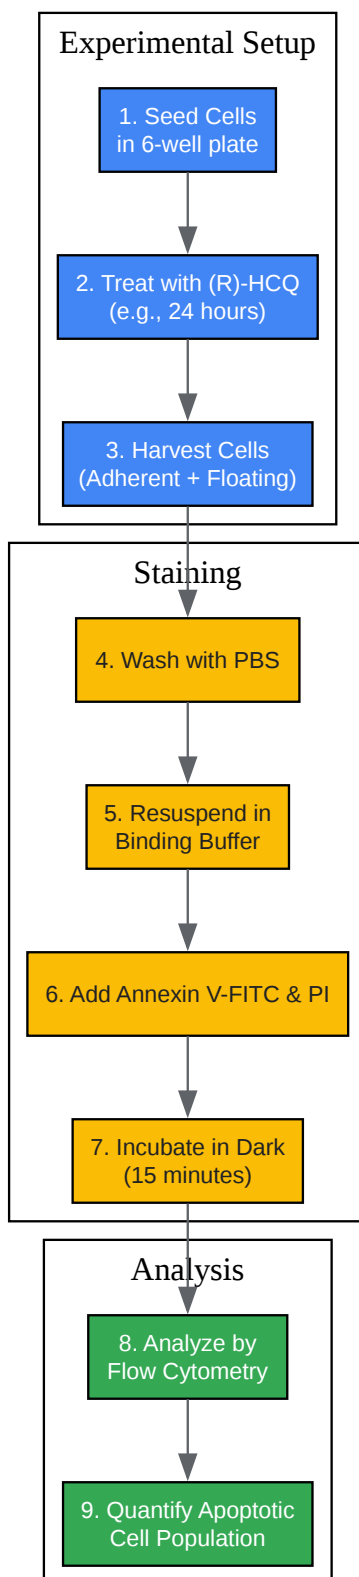 Experimental Setup
1. Seed Cells
in 6-well plate
2. Treat with (R)-HCQ
(e.g., 24 hours)
3. Harvest Cells
(Adherent + Floating)
Staining
4. Wash with PBS
5. Resuspend in
Binding Buffer
6. Add Annexin V-FITC & PI
7. Incubate in Dark
(15 minutes)
Analysis
8. Analyze by
Flow Cytometry
9. Quantify Apoptotic
Cell Population